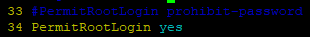 33 #PermitRootLogin prohibit-password
34 PermitRootLogin yes